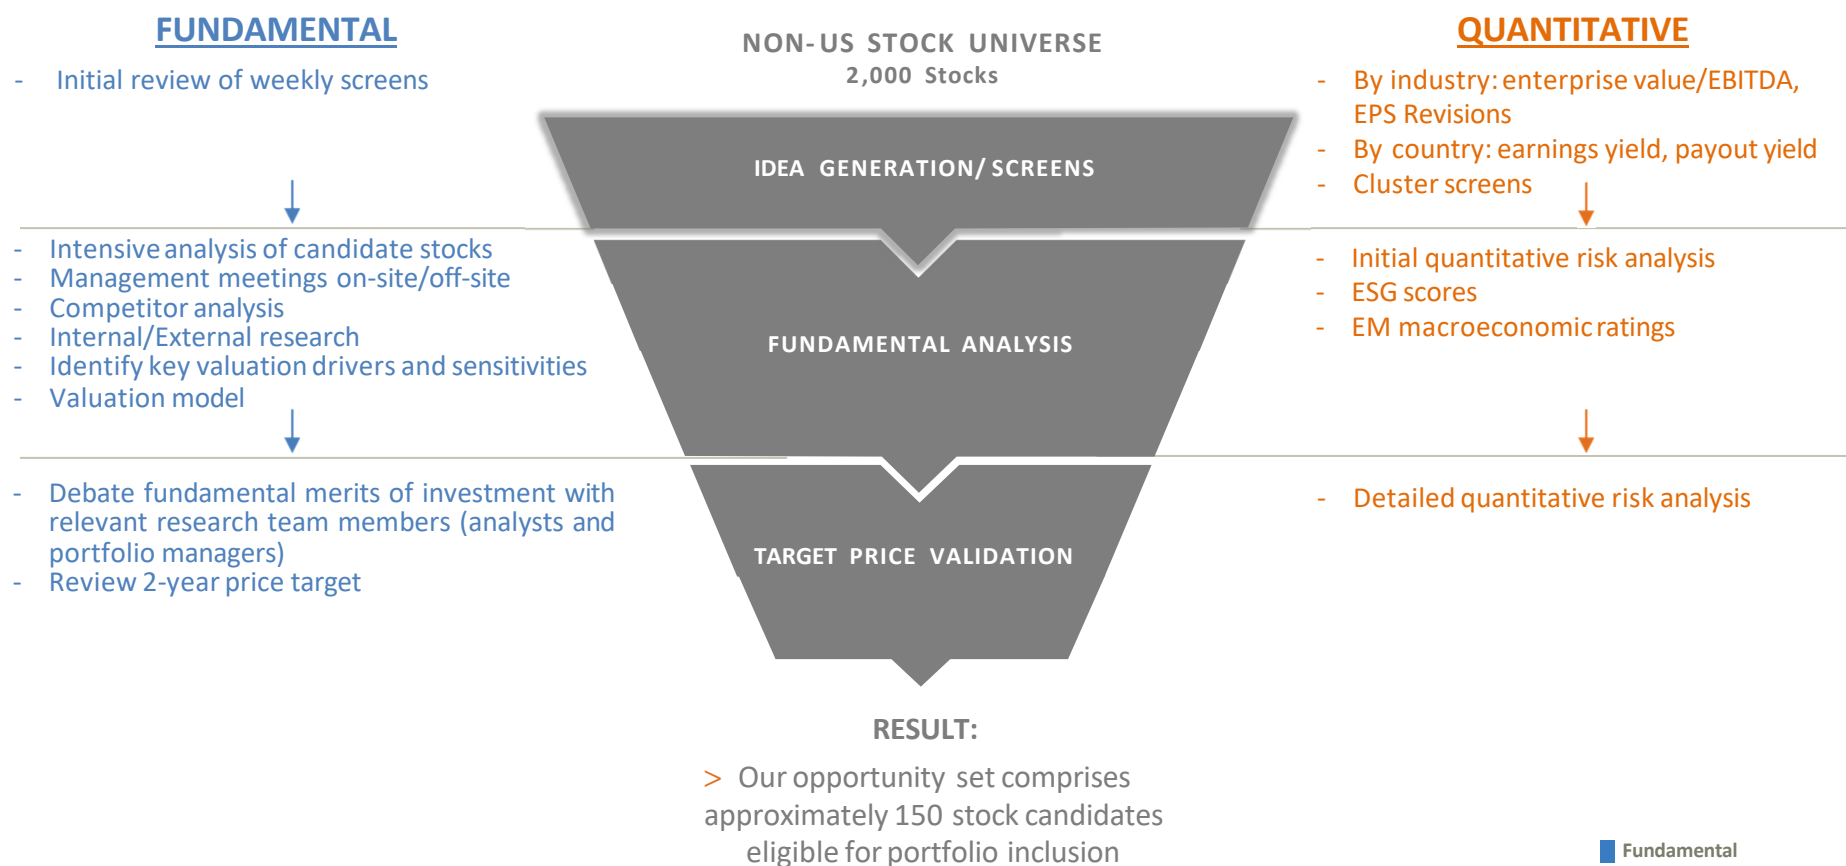 FUNDAMENTAL
- Initial review of weekly screens
NON-US STOCK UNIVERSE
2,000 Stocks
QUANTITATIVE
- By industry: enterprise value/EBITDA,
EPS Revisions
- By country: earnings yield, payout yield
- Cluster screens
IDEA GENERATION/ SCREENS
- Intensive analysis of candidate stocks
- Management meetings on-site/off-site
- Competitor analysis
- Internal/External research
- Identify key valuation drivers and sensitivities
- Valuation model
FUNDAMENTAL ANALYSIS
- Initial quantitative risk analysis
- ESG scores
- EM macroeconomic ratings
- Debate fundamental merits of investment with
relevant research team members (analysts and
portfolio managers)
- Review 2-year price target
TARGET PRICE VALIDATION
- Detailed quantitative risk analysis
RESULT:
> Our opportunity set comprises
approximately 150 stock candidates
eligible for portfolio inclusion
Fundamental